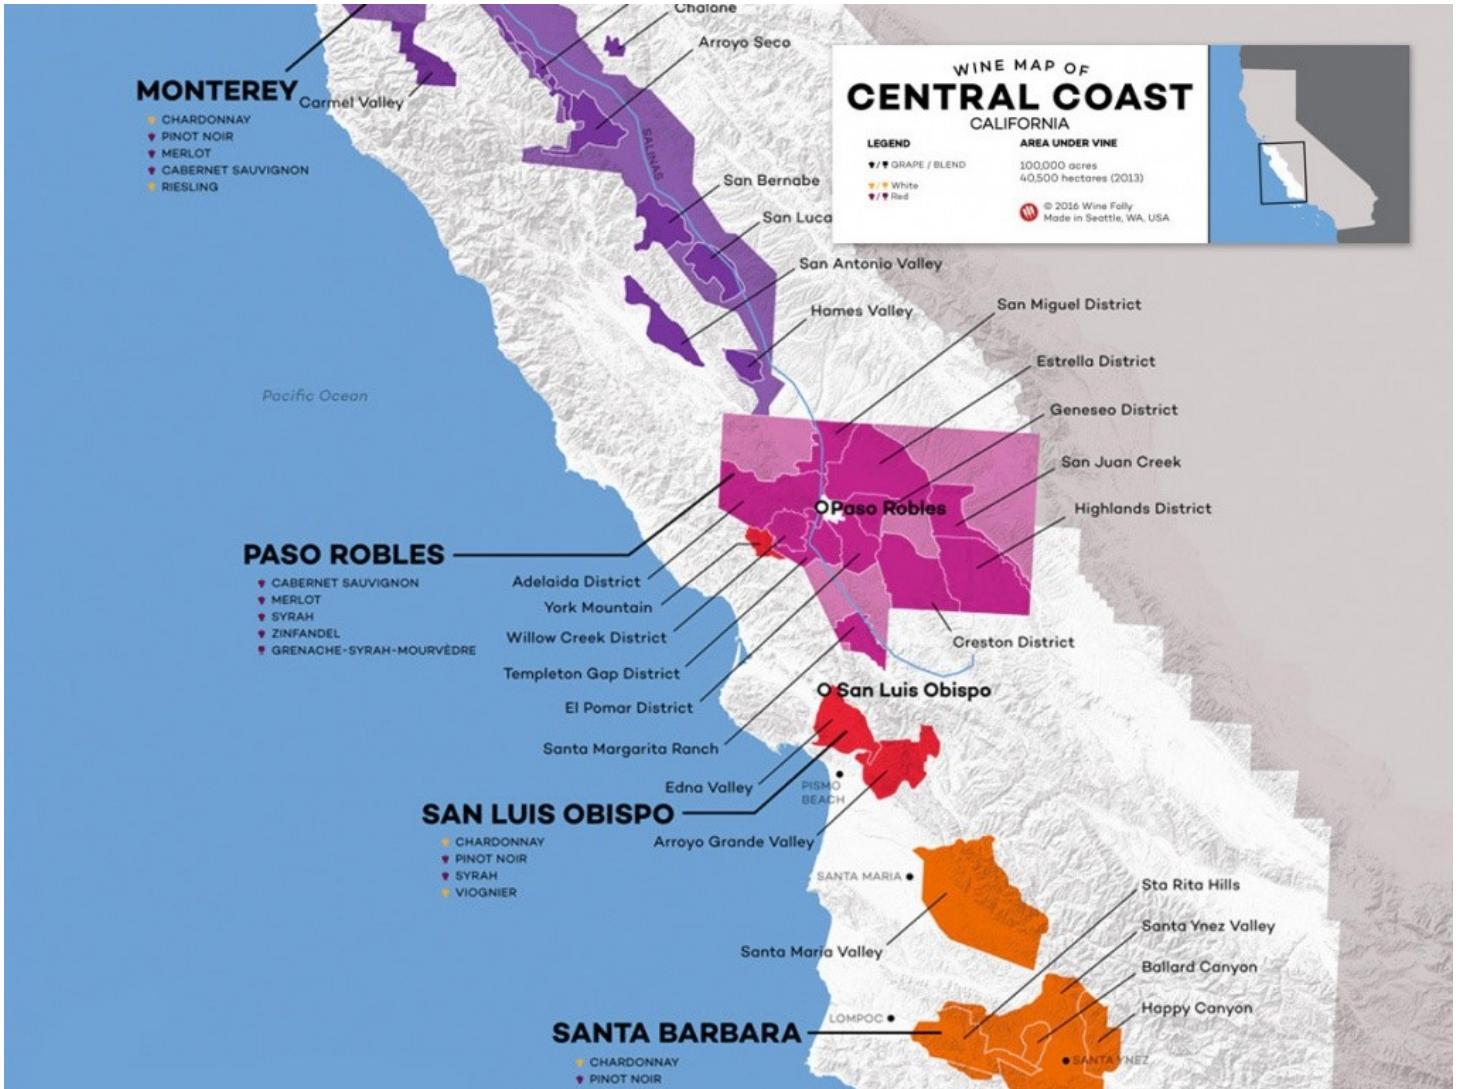 Chalone
Arroyo Seco
MONTEREY
Carmel Valley
CHARDONNAY
PINOT NOIR
MERLOT
CABERNET SAUVIGNON
RIESLING
SALINAS
WINE MAP OF
CENTRAL COAST
CALIFORNIA
LEGEND
/ GRAPE / BLEND
/ White
/ Red
AREA UNDER VINE
100,000 acres
40,500 hectares (2013)
© 2016 Wine Folly
Made in Seattle, WA, USA
San Bernabe
San Luca
San Antonio Valley
Hames Valley
San Miguel District
Estrella District
Geneseo District
San Juan Creek
Highlands District
Pacific Ocean
Paso Robles
PASO ROBLES
CABERNET SAUVIGNON
MERLOT
SYRAH
ZINFANDEL
GRENACHE-SYRAH-MOURVÈDRE
Adelaida District
York Mountain
Willow Creek District
Templeton Gap District
El Pomar District
Santa Margarita Ranch
Creston District
San Luis Obispo
Edna Valley
PISMO
BEACH
SAN LUIS OBISPO
CHARDONNAY
PINOT NOIR
SYRAH
VIOGNIER
Arroyo Grande Valley
SANTA MARIA
Santa Maria Valley
Sta Rita Hills
Santa Ynez Valley
Ballard Canyon
Happy Canyon
LOMPOC
SANTA BARBARA
CHARDONNAY
PINOT NOIR
SANTA YNEZ